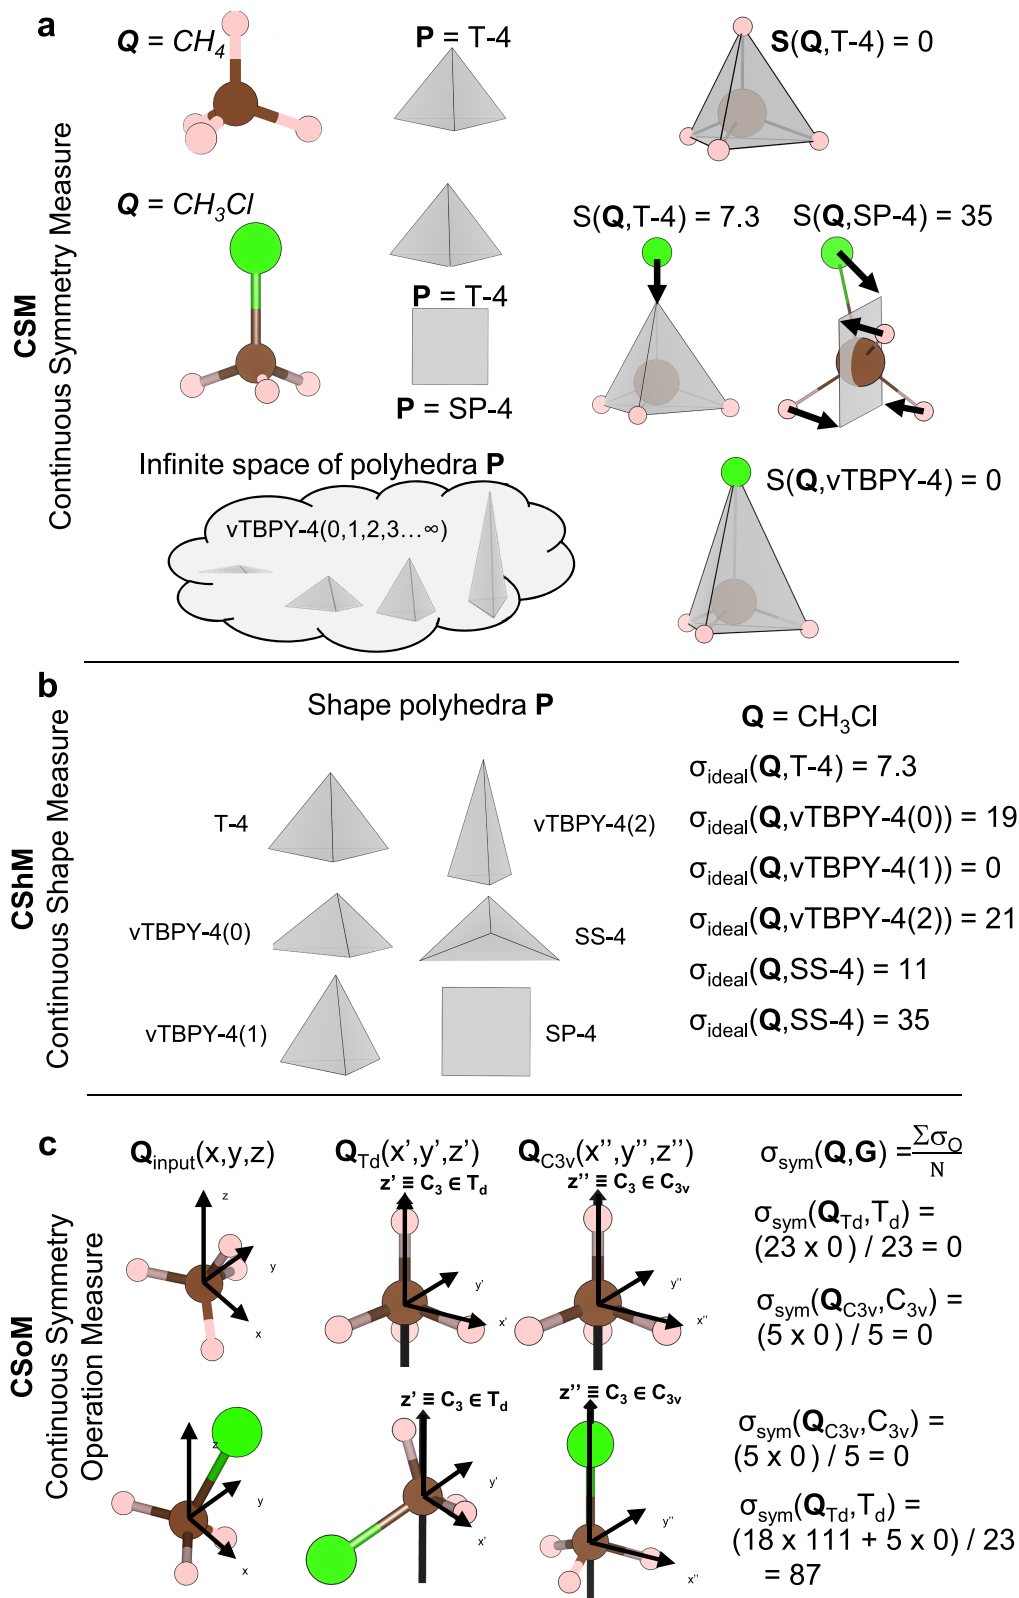 a
Q = CH4
P = T-4
S(Q,T-4) = 0
CSM
Continuous Symmetry Measure
Q = CH3Cl
P = T-4
P = SP-4
S(Q,T-4) = 7.3
S(Q,SP-4) = 35
Infinite space of polyhedra P
vTBPY-4(0,1,2,3...∞)
S(Q,vTBPY-4) = 0
b
CShM
Continuous Shape Measure
Shape polyhedra P
T-4
vTBPY-4(2)
vTBPY-4(0)
SS-4
vTBPY-4(1)
SP-4
Q = CH3Cl
σideal(Q,T-4) = 7.3
σideal(Q,vTBPY-4(0)) = 19
σideal(Q,vTBPY-4(1)) = 0
σideal(Q,vTBPY-4(2)) = 21
σideal(Q,SS-4) = 11
σideal(Q,SS-4) = 35
c
CSoM
Continuous Symmetry
Operation Measure
Qinput(x,y,z)
z
y
x
QTd(x',y',z')
z' ≡ C3 ∈ Td
y'
x'
QC3v(x'',y'',z'')
z'' ≡ C3 ∈ C3v
y''
x''
σsym(Q,G) = ΣσQ / N
σsym(QTd,Td) =
(23 x 0) / 23 = 0
σsym(QC3v,C3v) =
(5 x 0) / 5 = 0
z
y
x
z' ≡ C3 ∈ Td
y'
x'
z'' ≡ C3 ∈ C3v
y''
x''
σsym(QC3v,C3v) =
(5 x 0) / 5 = 0
σsym(QTd,Td) =
(18 x 111 + 5 x 0) / 23
= 87